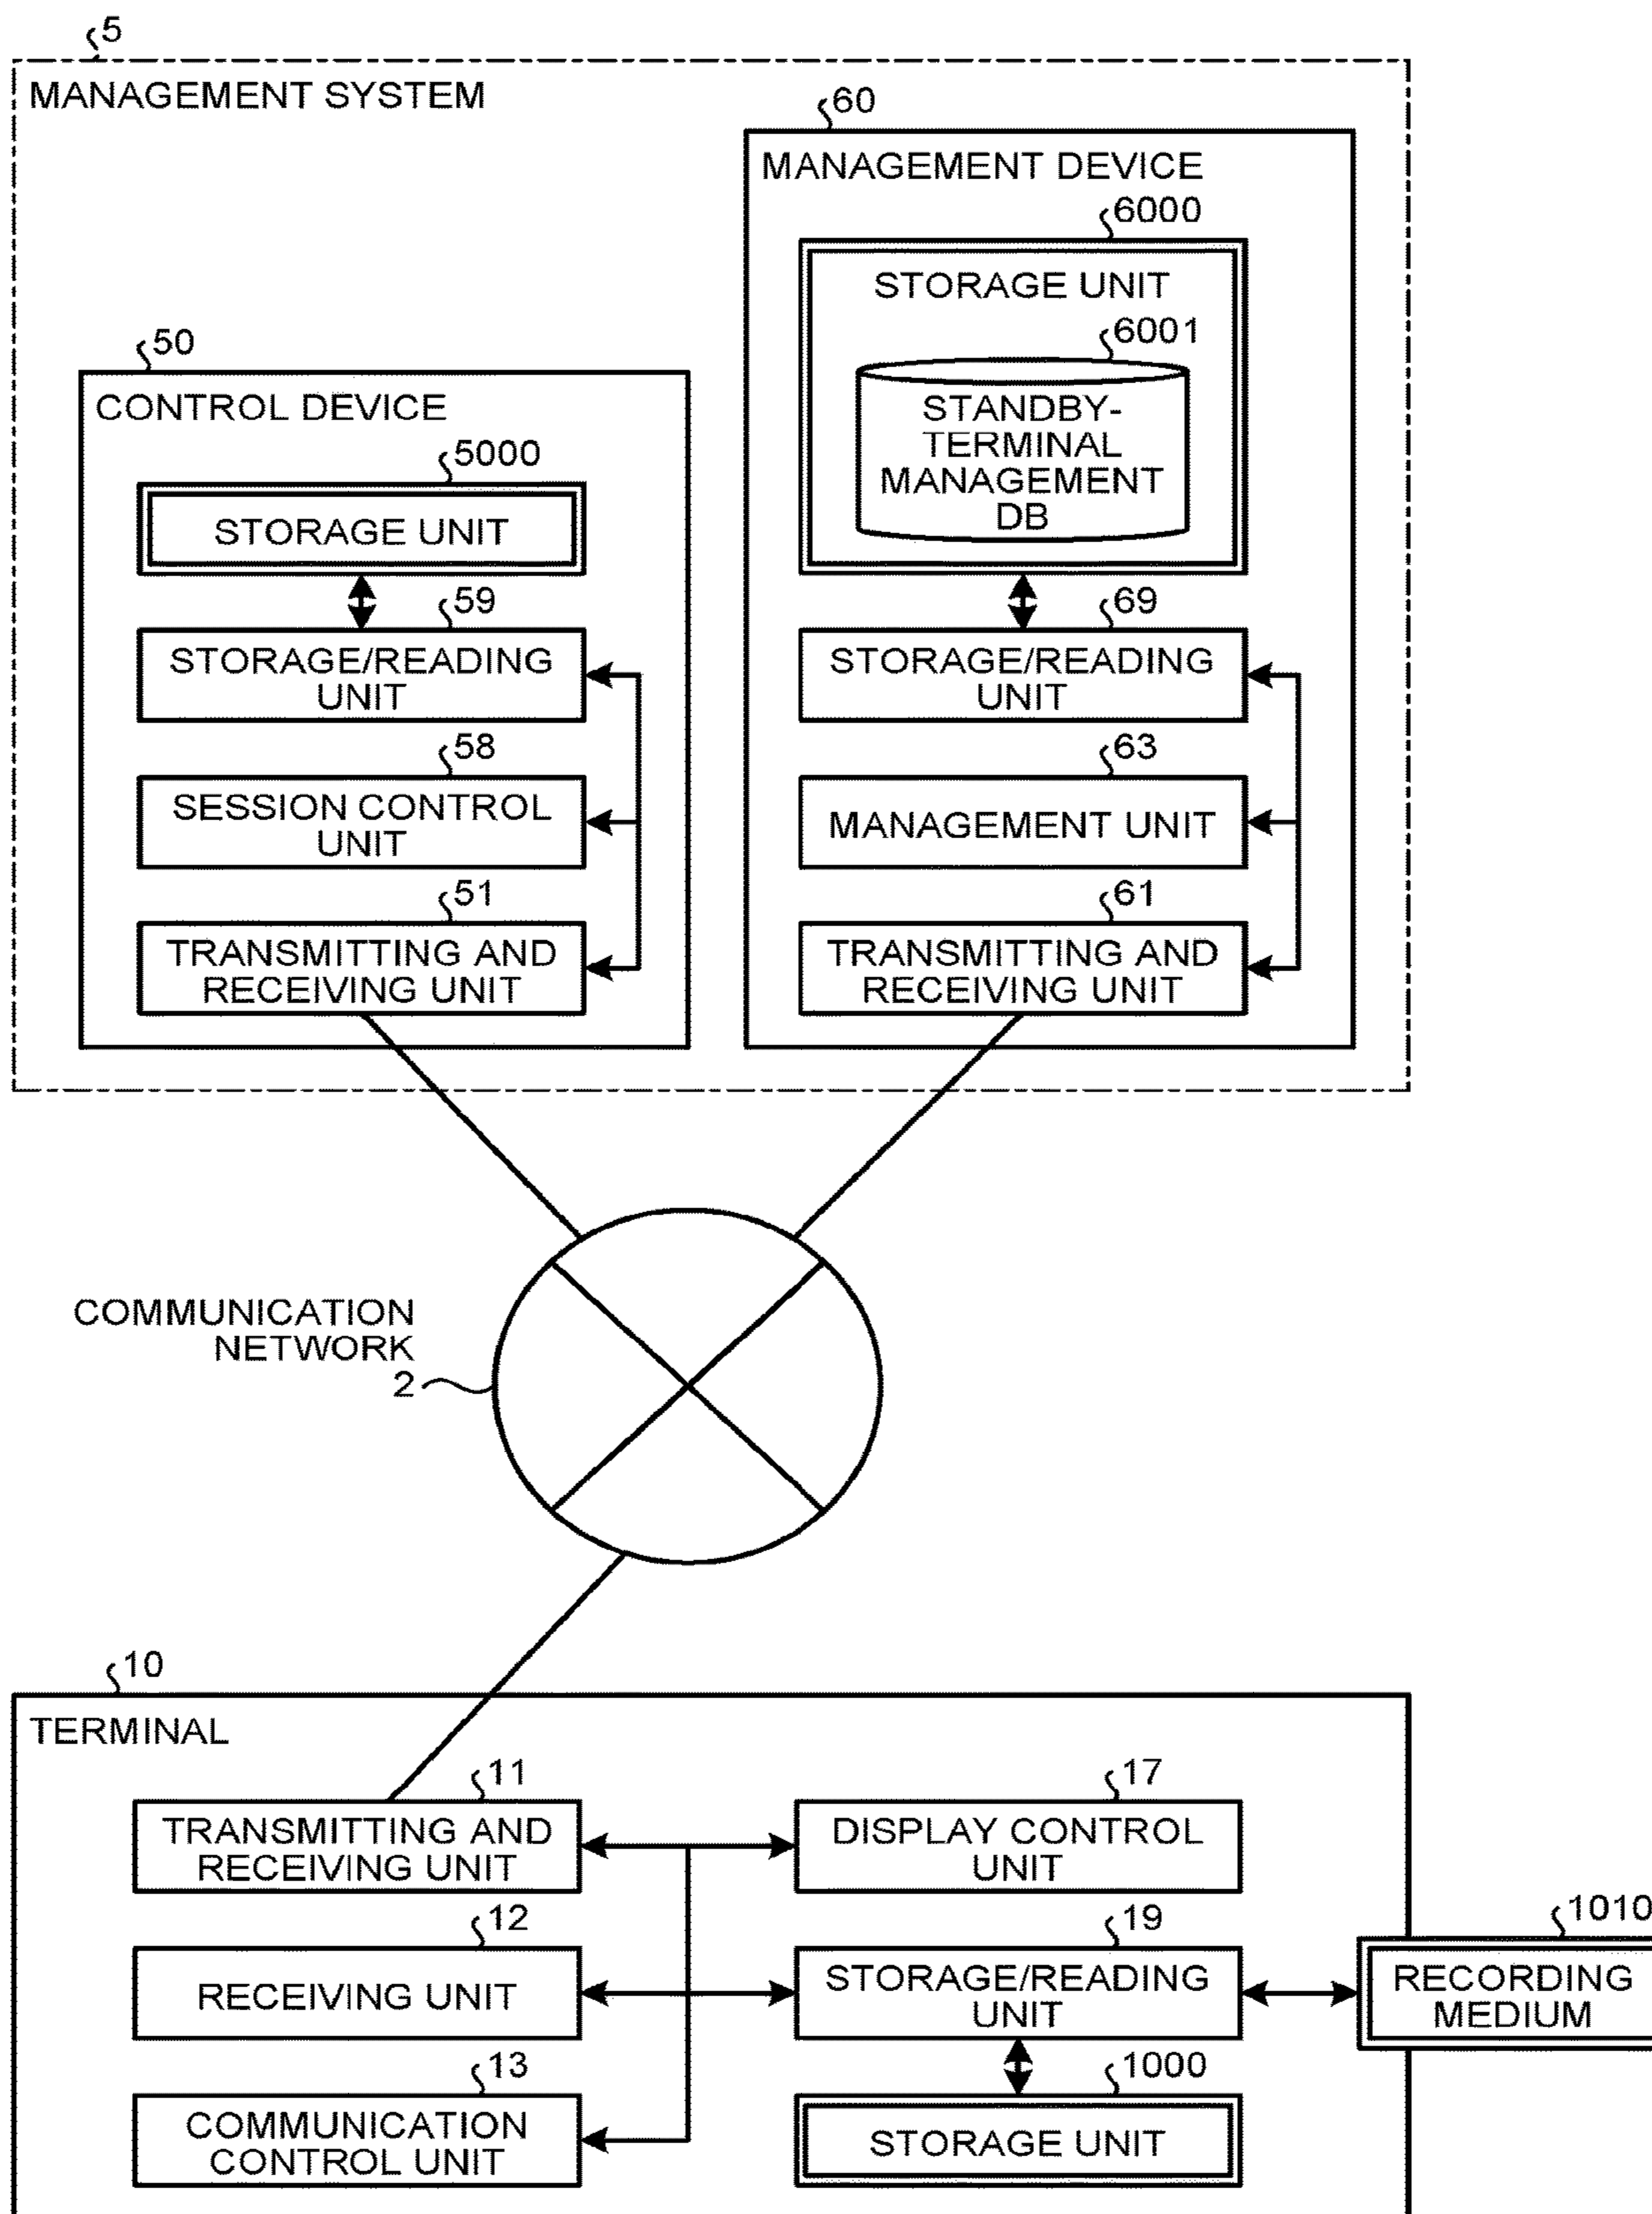 5
MANAGEMENT SYSTEM
60
MANAGEMENT DEVICE
6000
STORAGE UNIT
6001
STANDBY-
TERMINAL
MANAGEMENT
DB
50
CONTROL DEVICE
5000
STORAGE UNIT
59
STORAGE/READING
UNIT
69
STORAGE/READING
UNIT
58
SESSION CONTROL
UNIT
63
MANAGEMENT UNIT
51
TRANSMITTING AND
RECEIVING UNIT
61
TRANSMITTING AND
RECEIVING UNIT
COMMUNICATION
NETWORK
2
10
TERMINAL
11
TRANSMITTING AND
RECEIVING UNIT
17
DISPLAY CONTROL
UNIT
12
RECEIVING UNIT
19
STORAGE/READING
UNIT
1010
RECORDING
MEDIUM
13
COMMUNICATION
CONTROL UNIT
1000
STORAGE UNIT